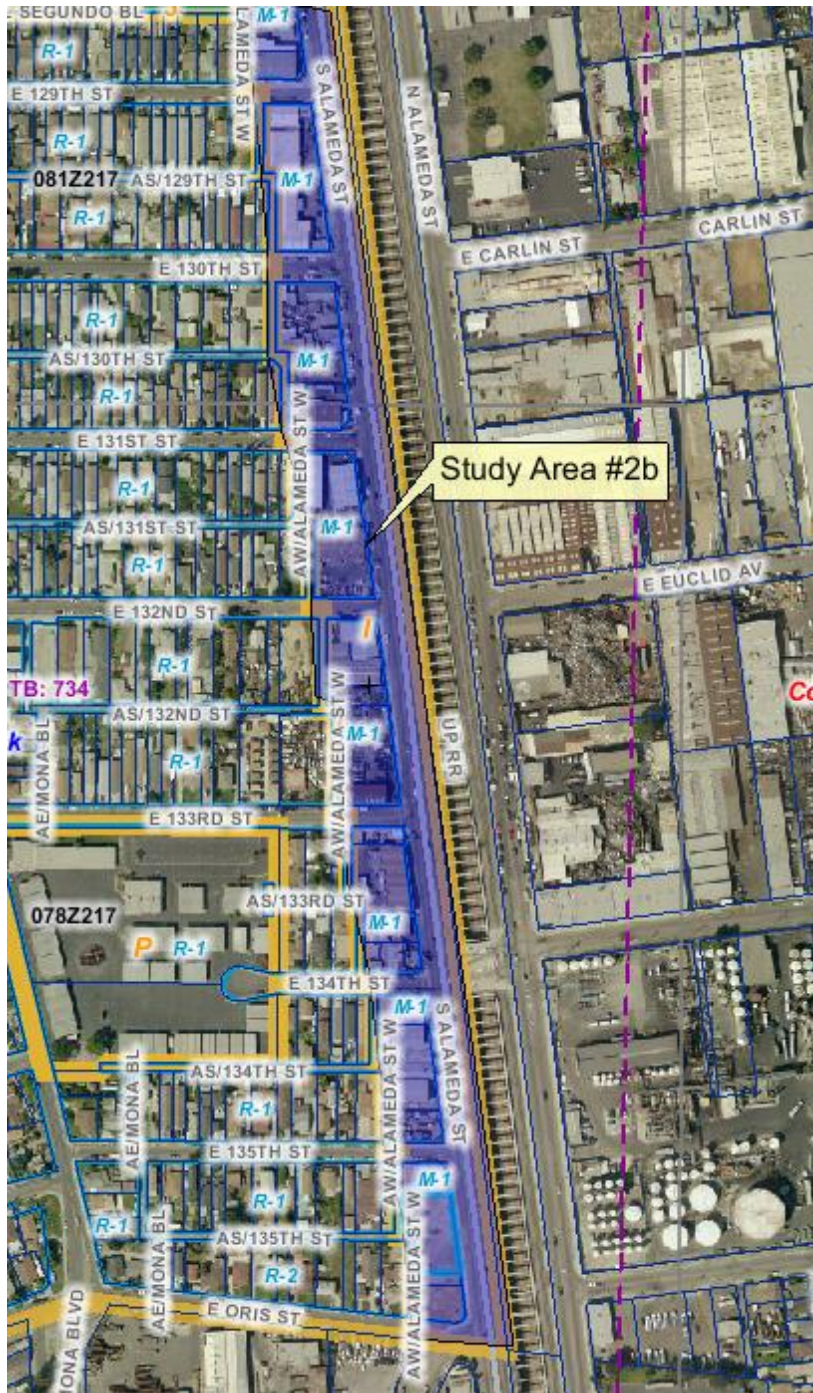 L SEGUNDO BL
M-1
R-1
ALAMEDA ST W
S ALAMEDA ST
N ALAMEDA ST
E 129TH ST
R-1
081Z217
AS/129TH ST
M-1
R-1
CARLIN ST
E CARLIN ST
E 130TH ST
R-1
AS/130TH ST
M-1
R-1
AW/ALAMEDA ST W
E 131ST ST
Study Area #2b
R-1
AS/131ST ST
M-1
R-1
E EUCLID AV
E 132ND ST
I
R-1
TB: 734
Co
AS/132ND ST
AW/ALAMEDA ST W
UP RR
k
AE/MONA BL
R-1
M-1
E 133RD ST
AS/133RD ST
078Z217
M-1
P
R-1
E 134TH ST
M-1
S ALAMEDA ST
AW/ALAMEDA ST W
AS/134TH ST
AE/MONA BL
R-1
E 135TH ST
M-1
R-1
R-1
AS/135TH ST
AE/MONA BL
AW/ALAMEDA ST W
R-2
E ORIS ST
MONA BLVD